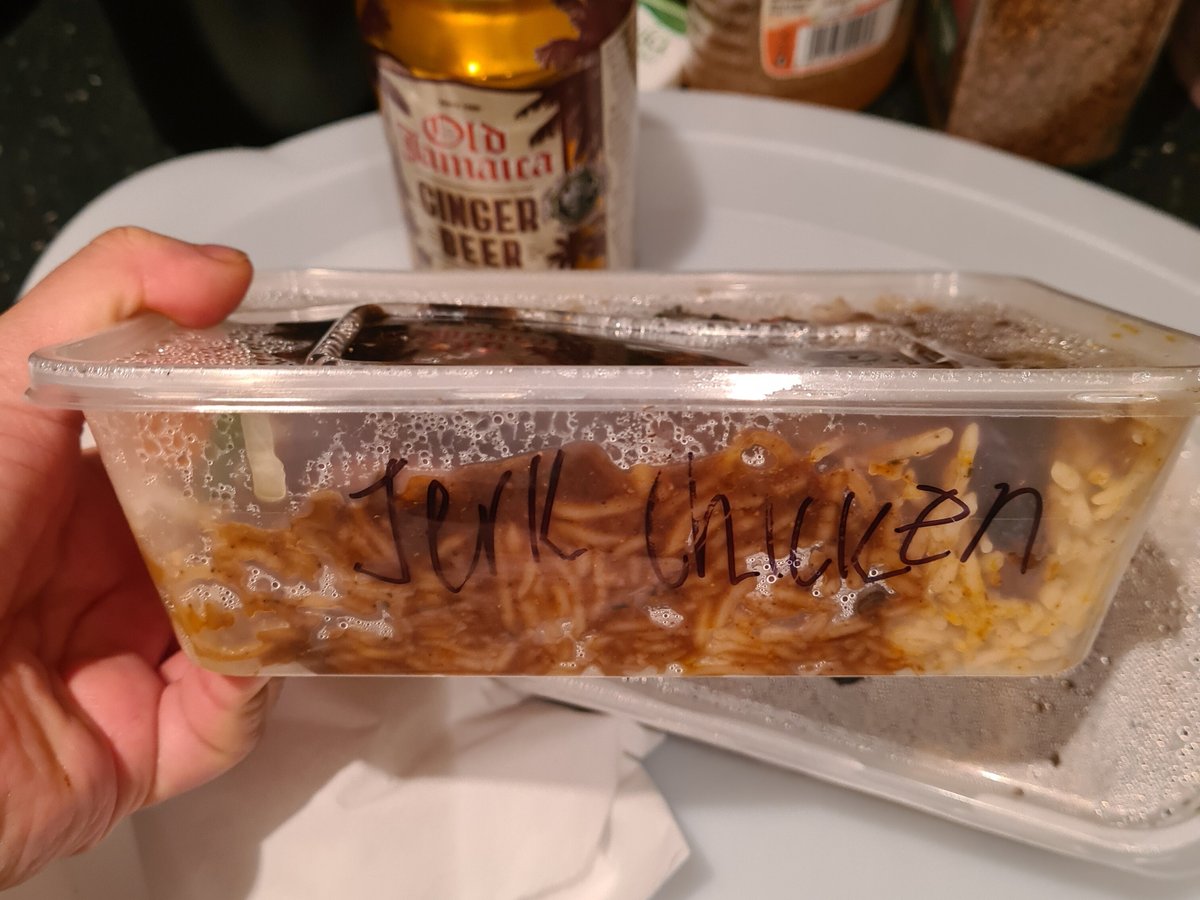 Old
Jamaica
GINGER
BEER
Jerk Chicken